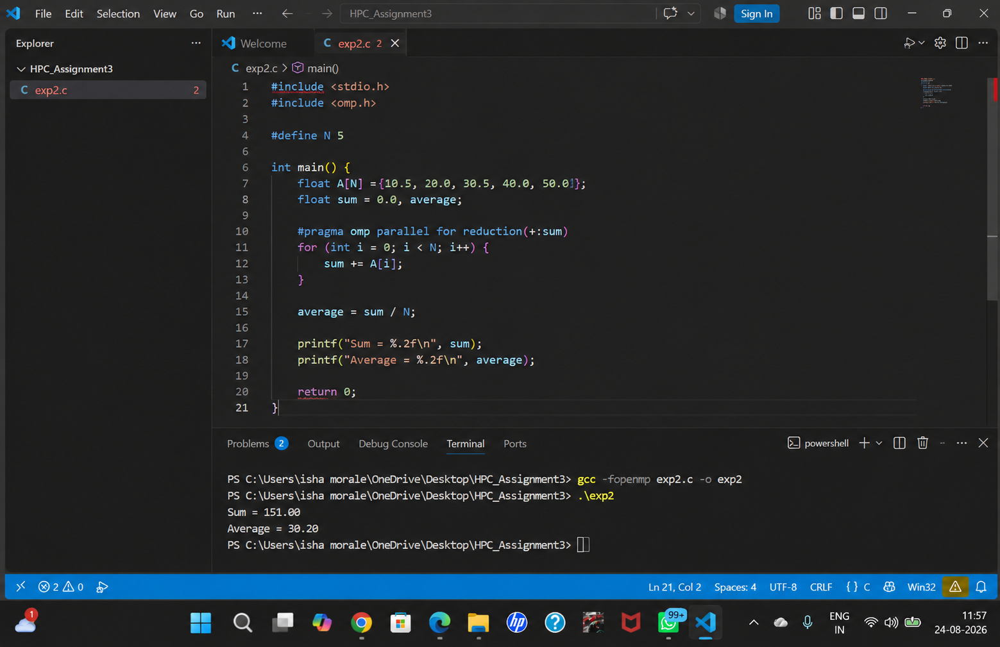 File Edit Selection View Go Run ··· HPC_Assignment3 Sign In
Explorer ···
HPC_Assignment3
C exp2.c 2
Welcome C exp2.c 2
C exp2.c > main()
1 #include <stdio.h>
2 #include <omp.h>
3
4 #define N 5
6
6 int main() {
7 float A[N] ={10.5, 20.0, 30.5, 40.0, 50.0};
8 float sum = 0.0, average;
9
10 #pragma omp parallel for reduction(+:sum)
11 for (int i = 0; i < N; i++) {
12 sum += A[i];
13 }
14
15 average = sum / N;
16
17 printf("Sum = %.2f\n", sum);
18 printf("Average = %.2f\n", average);
19
20 return 0;
21 }
Problems 2 Output Debug Console Terminal Ports powershell
PS C:\Users\isha morale\OneDrive\Desktop\HPC_Assignment3> gcc -fopenmp exp2.c -o exp2
PS C:\Users\isha morale\OneDrive\Desktop\HPC_Assignment3> .\exp2
Sum = 151.00
Average = 30.20
PS C:\Users\isha morale\OneDrive\Desktop\HPC_Assignment3>
2 0 Ln 21, Col 2 Spaces: 4 UTF-8 CRLF { } C Win32
1 hp ? 99+ ENG 11:57
IN 24-08-2026